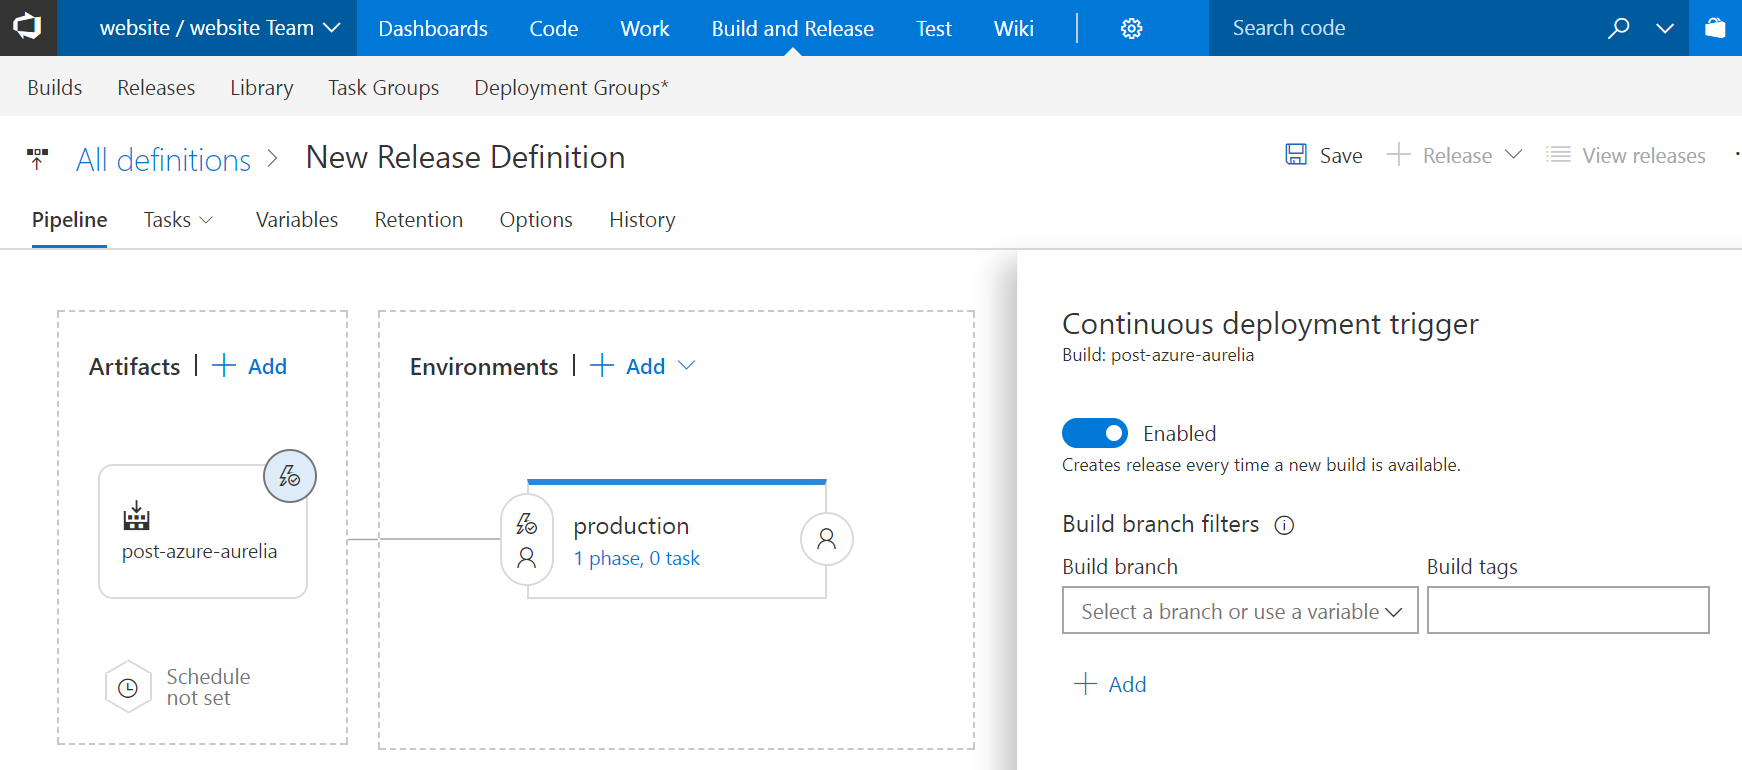 website / website Team
Dashboards
Code
Work
Build and Release
Test
Wiki
Search code
Builds
Releases
Library
Task Groups
Deployment Groups*
All definitions
New Release Definition
Save
Release
View releases
Pipeline
Tasks
Variables
Retention
Options
History
Artifacts
Add
post-azure-aurelia
Schedule
not set
Environments
Add
production
1 phase, 0 task
Continuous deployment trigger
Build: post-azure-aurelia
Enabled
Creates release every time a new build is available.
Build branch filters
Build branch
Build tags
Select a branch or use a variable
Add